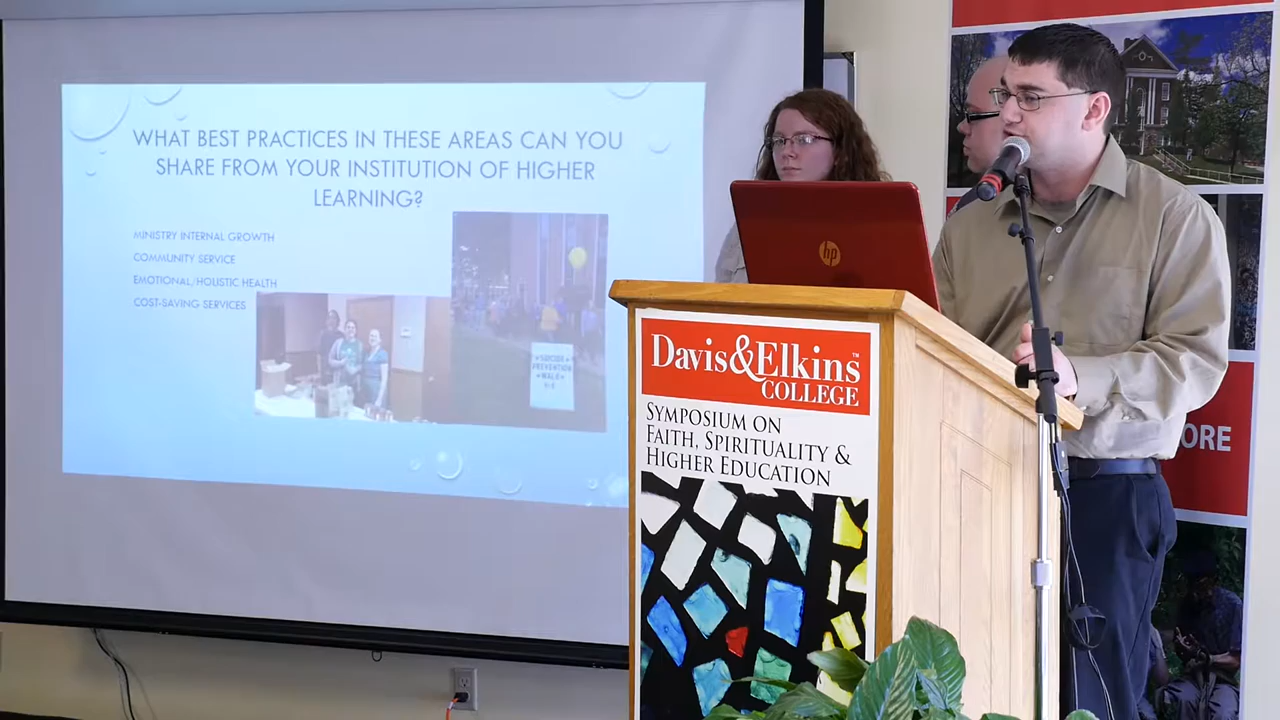 WHAT BEST PRACTICES IN THESE AREAS CAN YOU
SHARE FROM YOUR INSTITUTION OF HIGHER
LEARNING?
MINISTRY INTERNAL GROWTH
COMMUNITY SERVICE
EMOTIONAL/HOLISTIC HEALTH
COST-SAVING SERVICES
SUICIDE
PREVENTION
WALK
hp
Davis&Elkins™
COLLEGE
SYMPOSIUM ON
FAITH, SPIRITUALITY &
HIGHER EDUCATION
ORE